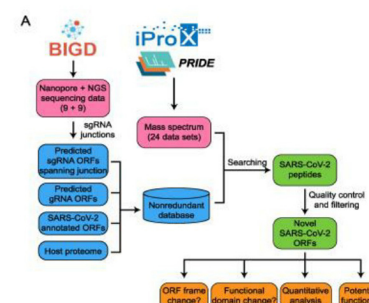 A
BIGD
iProX
PRIDE
Nanopore + NGS
sequencing data
(9 + 9)
sgRNA
junctions
Mass spectrum
(24 data sets)
Predicted
sgRNA ORFs
spanning junction
Predicted
gRNA ORFs
SARS-CoV-2
annotated ORFs
Host proteome
Nonredundant
database
Searching
SARS-CoV-2
peptides
Quality control
and filtering
Novel
SARS-CoV-2
ORFs
ORF frame
change?
Functional
domain change?
Quantitative
analysis
Potent
function